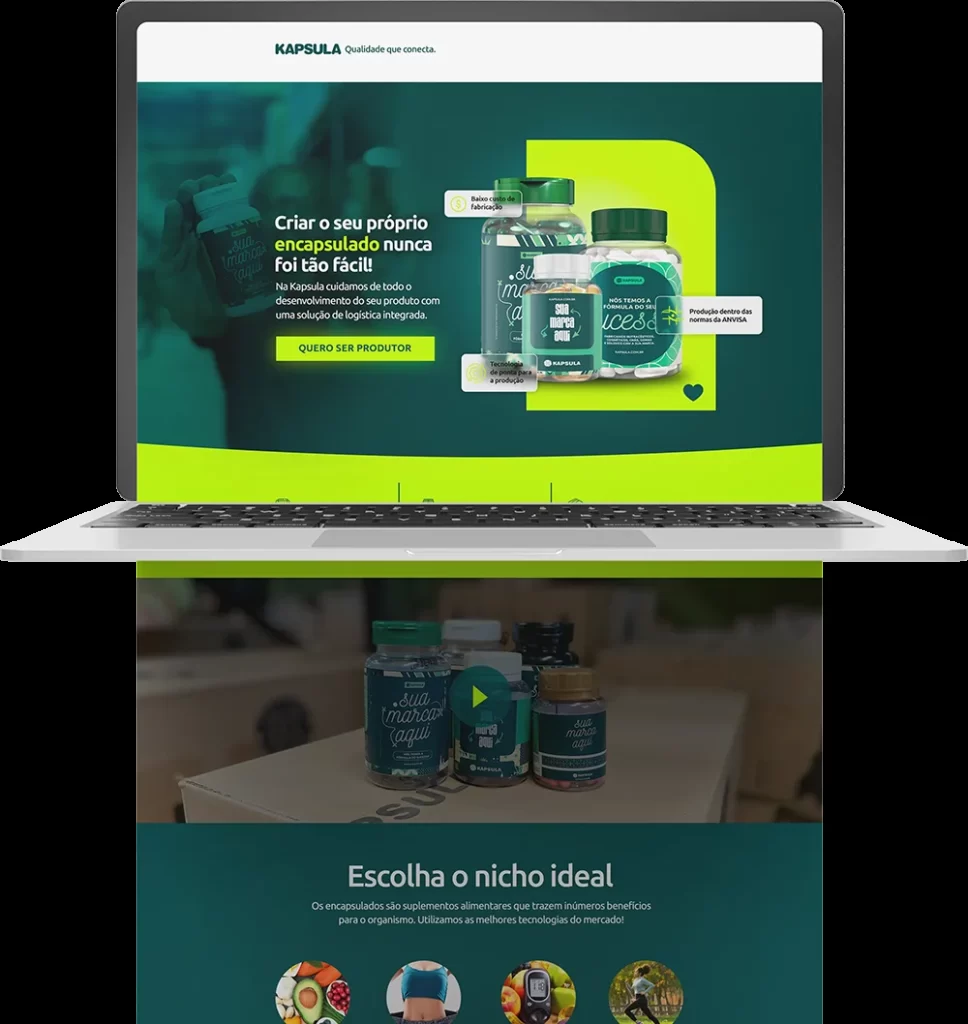 KAPSULA Qualidade que conecta.
Baixo custo de
fabricação
Criar o seu próprio
encapsulado nunca
foi tão fácil!
Na Kapsula cuidamos de todo o
desenvolvimento do seu produto com
uma solução de logística integrada.
QUERO SER PRODUTOR
sua
marca
KAPSULA
NÓS TEMOS A
FÓRMULA DO SEU
Produção dentro das
normas da ANVISA
SUA
MARCA
AQUI
KAPSULA
Tecnologia
de ponta para
a produção
sua
marca
aqui
sua
marca
aqui
KAPSULA
marca
aqui
KAPSULA
sua
marca
aqui
Escolha o nicho ideal
Os encapsulados são suplementos alimentares que trazem inúmeros benefícios
para o organismo. Utilizamos as melhores tecnologias do mercado!